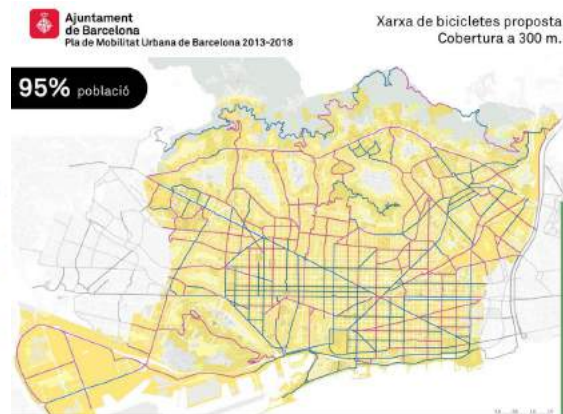 Ajuntament
de Barcelona
Pla de Mobilitat Urbana de Barcelona 2013-2018
Xarxa de bicicletes proposta
Cobertura a 300 m.
95% població